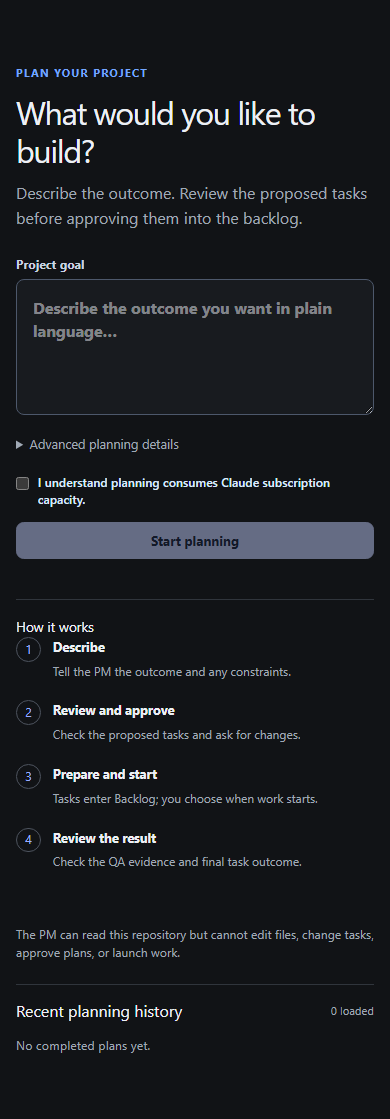 PLAN YOUR PROJECT
What would you like to
build?
Describe the outcome. Review the proposed tasks
before approving them into the backlog.
Project goal
Describe the outcome you want in plain
language...
Advanced planning details
I understand planning consumes Claude subscription
capacity.
Start planning
How it works
1 Describe
Tell the PM the outcome and any constraints.
2 Review and approve
Check the proposed tasks and ask for changes.
3 Prepare and start
Tasks enter Backlog; you choose when work starts.
4 Review the result
Check the QA evidence and final task outcome.
The PM can read this repository but cannot edit files, change tasks,
approve plans, or launch work.
Recent planning history 0 loaded
No completed plans yet.